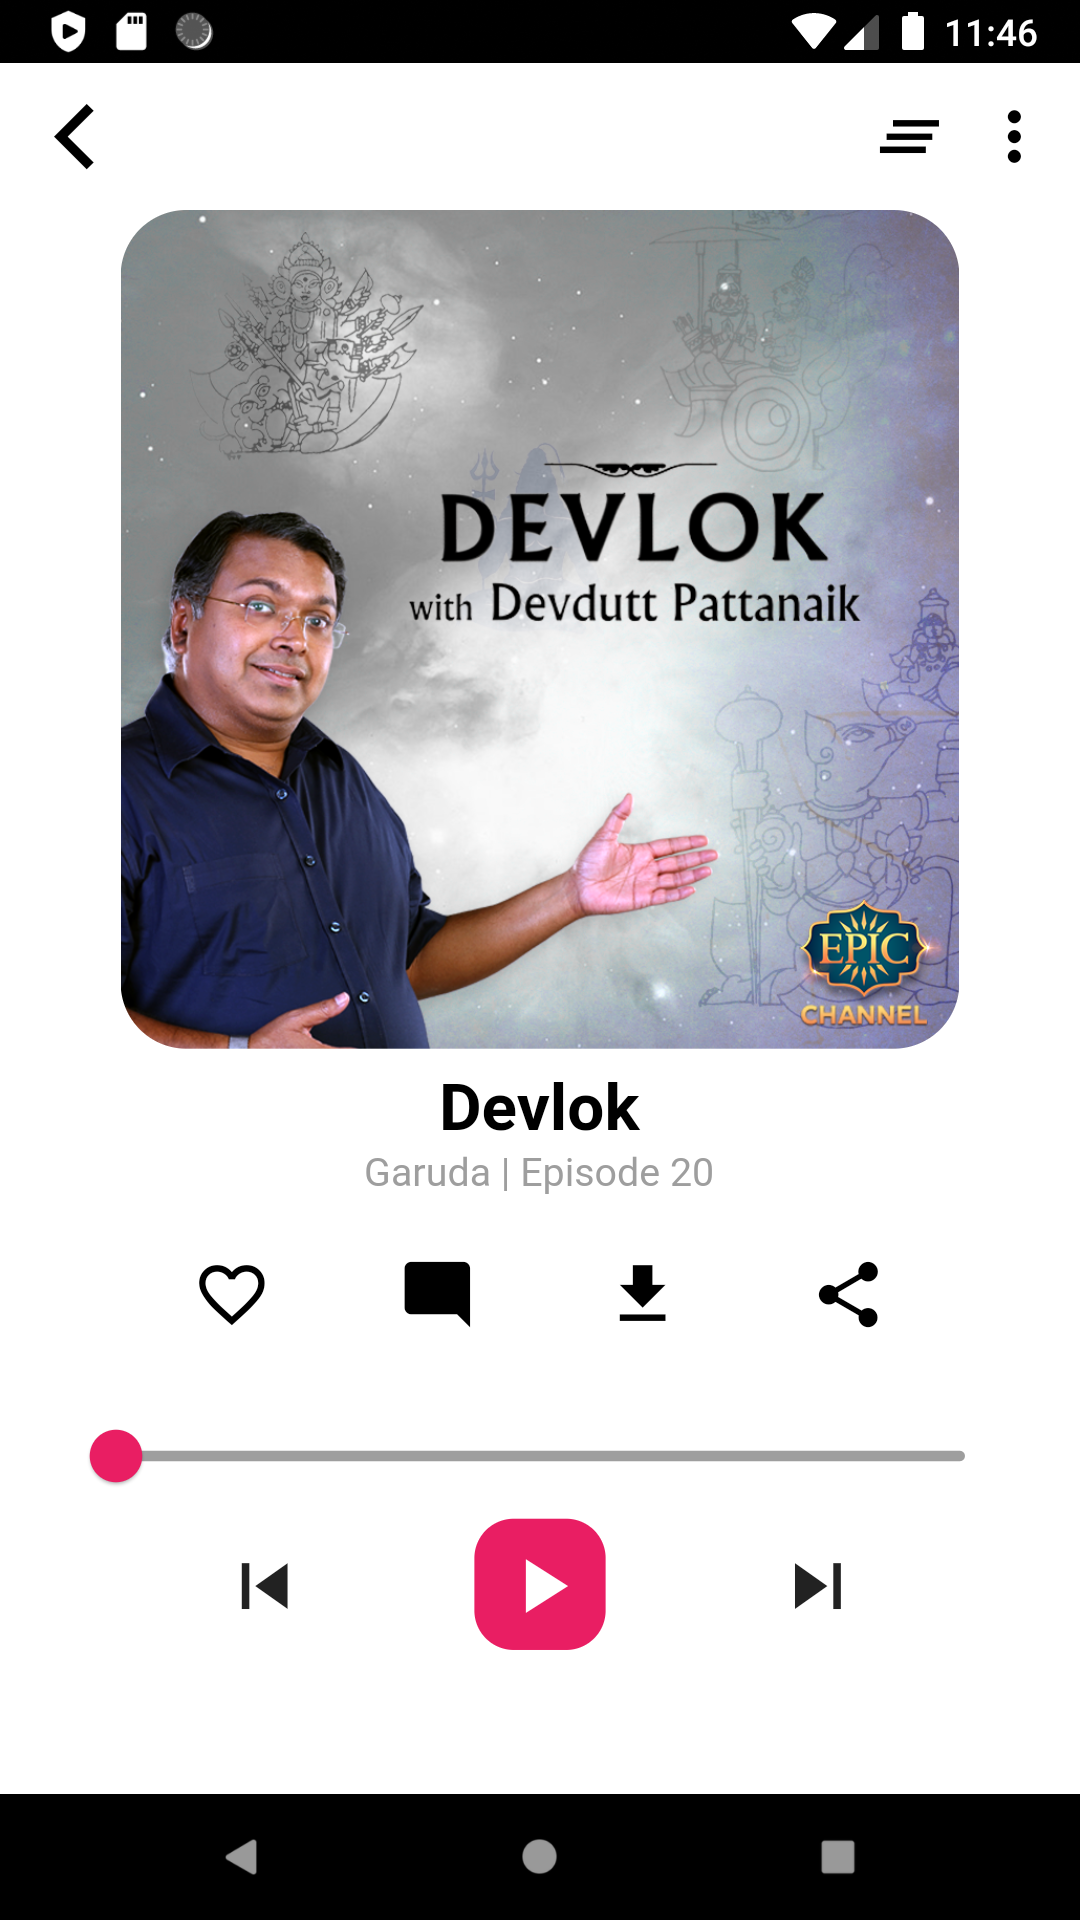 11:46
DEVLOK
with Devdutt Pattanaik
EPIC
CHANNEL
Devlok
Garuda | Episode 20